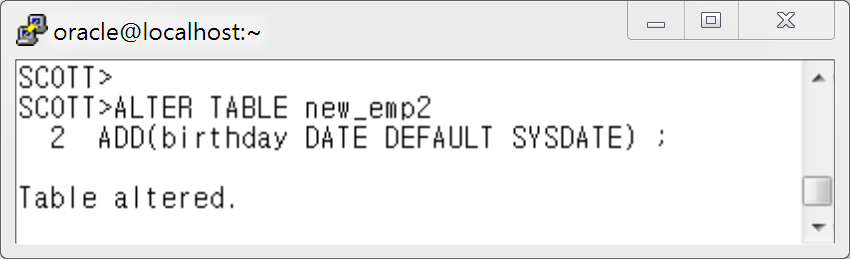 oracle@localhost:~
SCOTT>
SCOTT>ALTER TABLE new_emp2
  2  ADD(birthday DATE DEFAULT SYSDATE) ;
Table altered.